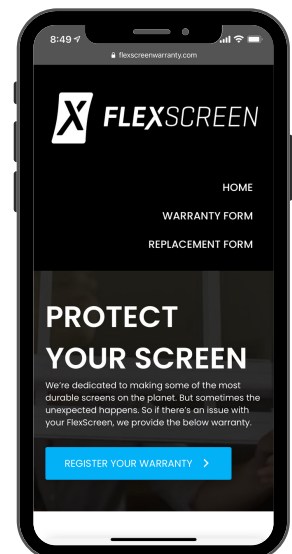 8:49
flexscreenwarranty.com
FLEXSCREEN
HOME
WARRANTY FORM
REPLACEMENT FORM
PROTECT
YOUR SCREEN
We're dedicated to making some of the most
durable screens on the planet. But sometimes the
unexpected happens. So if there's an issue with
your FlexScreen, we provide the below warranty.
REGISTER YOUR WARRANTY